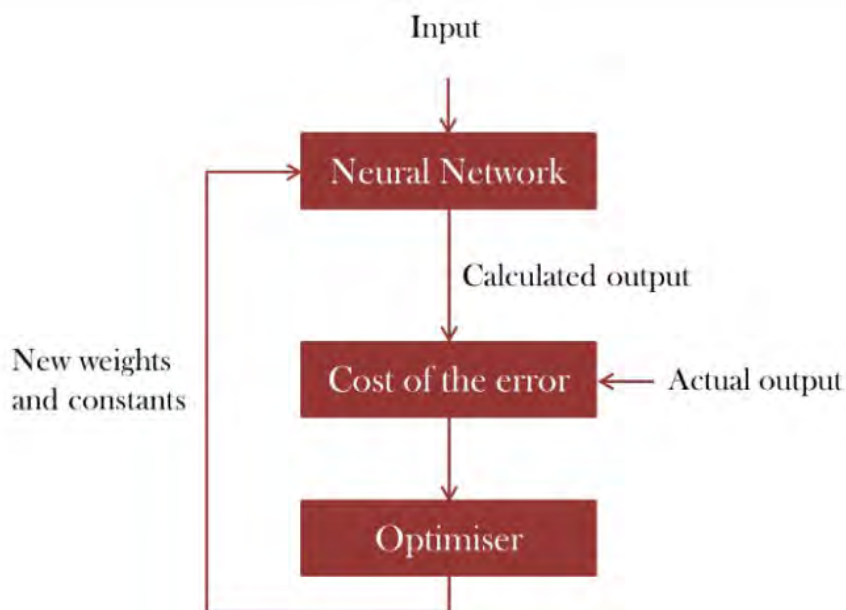 Input
Neural Network
Calculated output
New weights
and constants
Cost of the error
Actual output
Optimiser